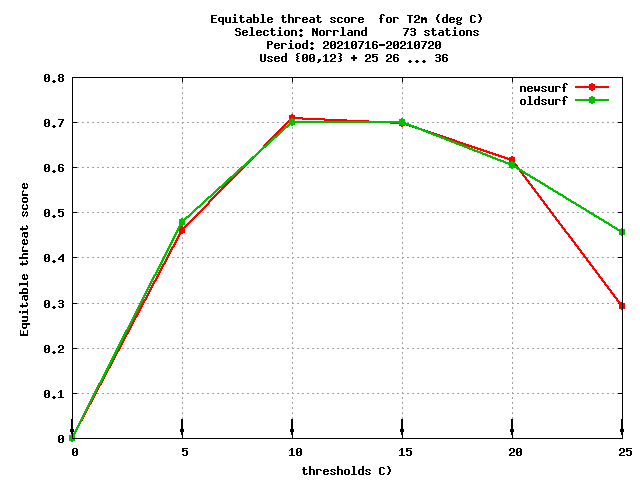 Equitable threat score  for T2m (deg C)
Selection: Norrland     73 stations
Period: 20210716-20210720
Used {00,12} + 25 26 ... 36
newsurf
oldsurf
Equitable threat score
0.8
0.7
0.6
0.5
0.4
0.3
0.2
0.1
0
0 5 10 15 20 25
thresholds C)